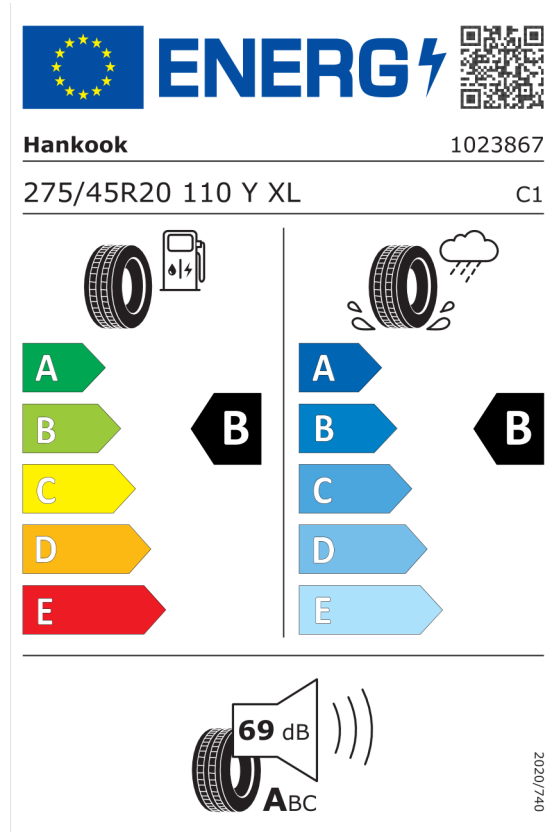 ENERG
Hankook 1023867
275/45R20 110 Y XL C1
A A
B B B B
C C
D D
E E
69 dB
ABC
2020/740